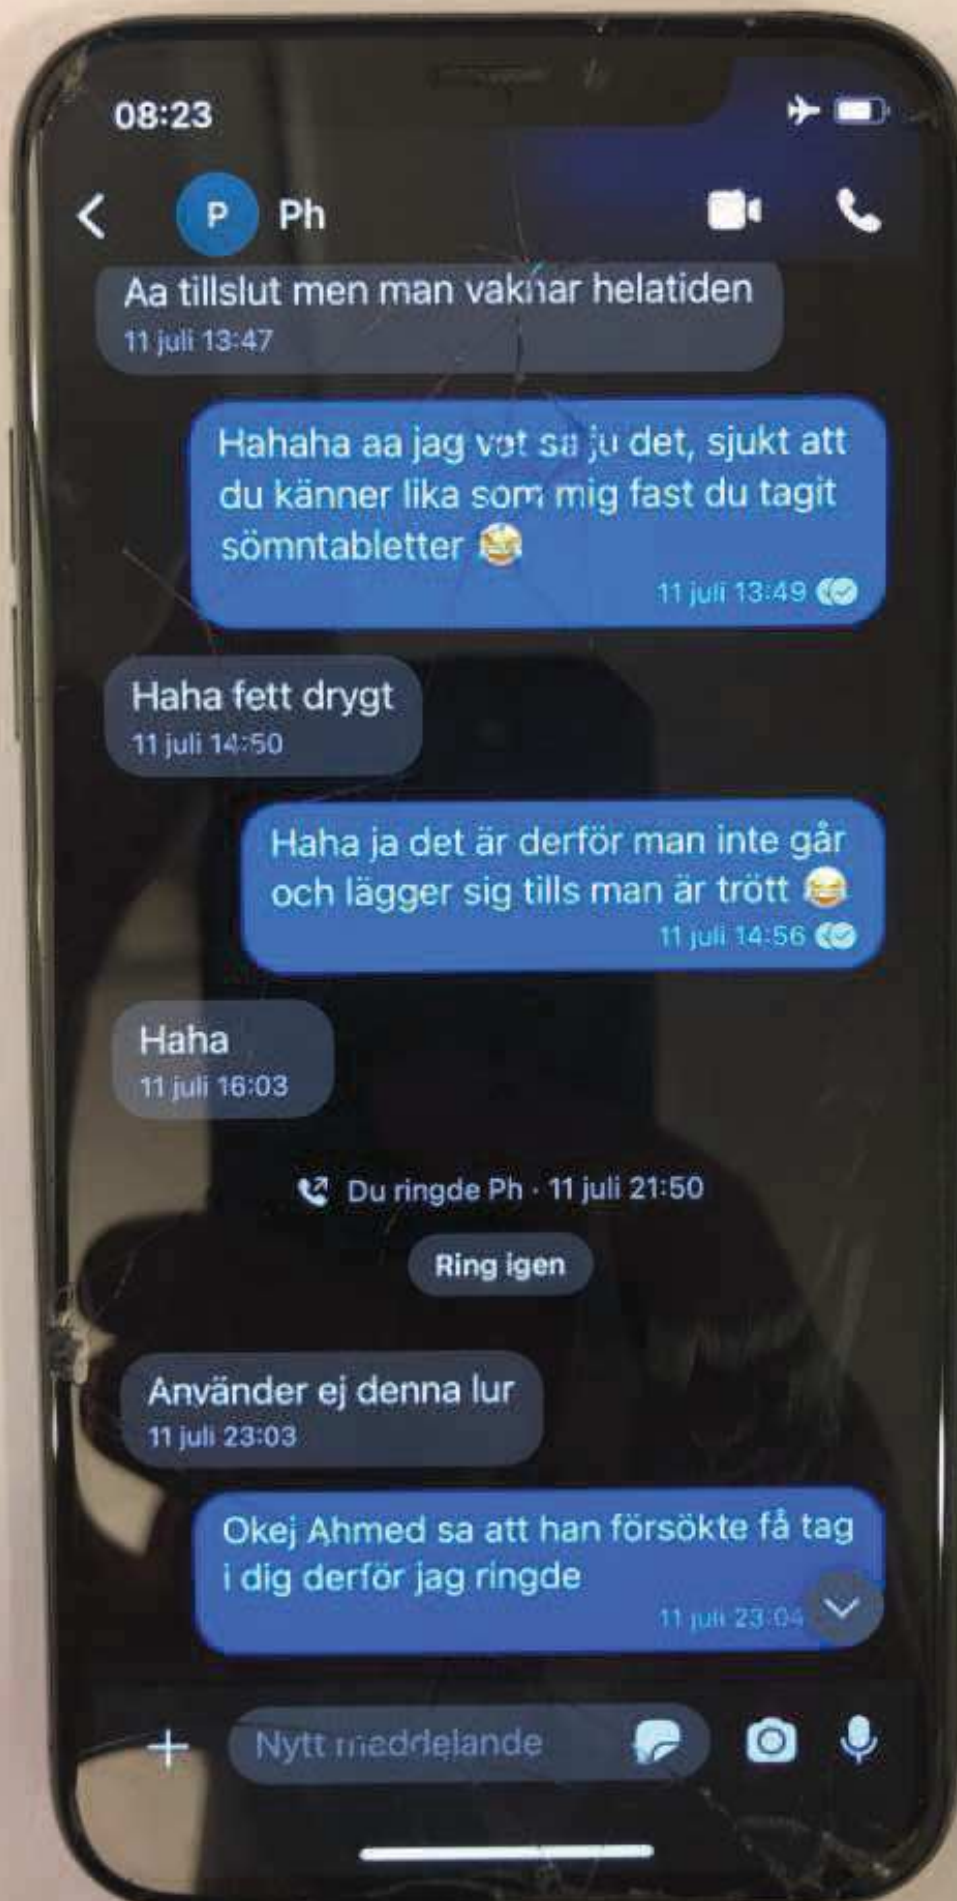 08:23
P Ph
Aa tillslut men man vaknar helatiden
11 juli 13:47
Hahaha aa jag vet sa ju det, sjukt att
du känner lika som mig fast du tagit
sömntabletter 😂
11 juli 13:49
Haha fett drygt
11 juli 14:50
Haha ja det är derför man inte går
och lägger sig tills man är trött 😂
11 juli 14:56
Haha
11 juli 16:03
Du ringde Ph · 11 juli 21:50
Ring igen
Använder ej denna lur
11 juli 23:03
Okej Ahmed sa att han försökte få tag
i dig derför jag ringde
11 juli 23:04
Nytt meddelande